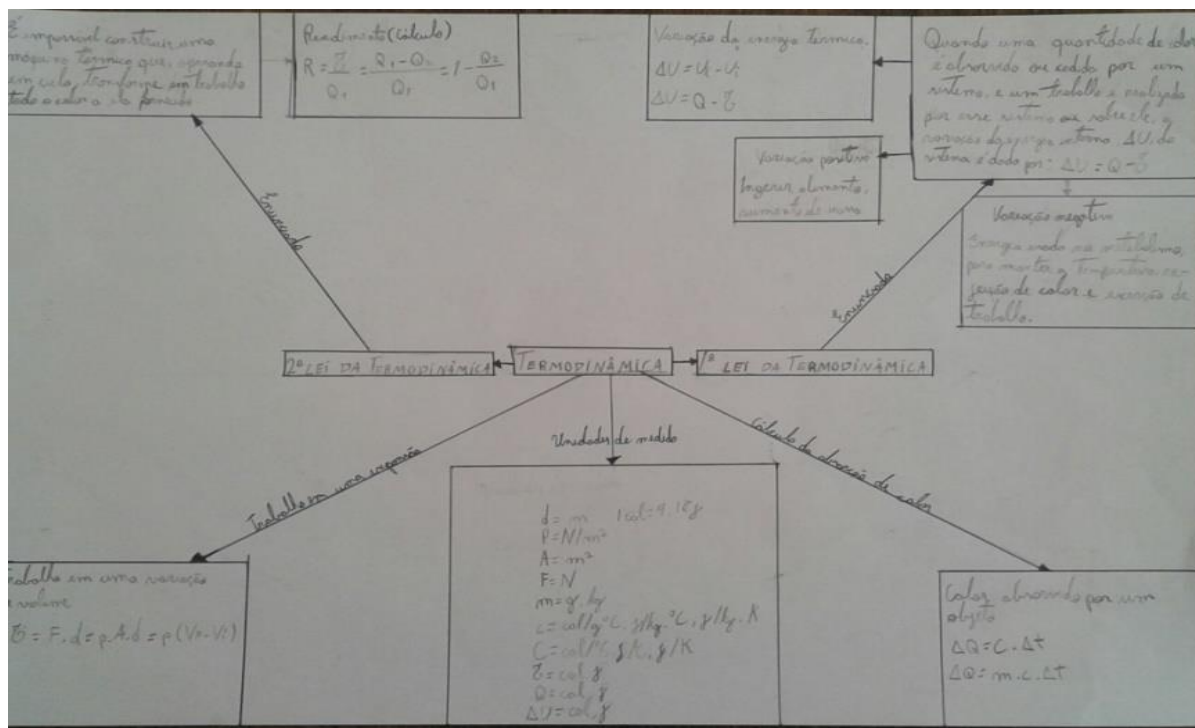 É impossível construir uma
máquina térmica que, operando
em ciclo, transforme em trabalho
todo o calor a ela fornecido
Rendimento (Cálculo)
R = τ/Q₁ = Q₁ - Q₂/Q₁ = 1 - Q₂/Q₁
Variação da energia térmica.
ΔU = Uf - Ui
ΔU = Q - τ
Quando uma quantidade de calor
é absorvido ou cedido por um
sistema, e um trabalho é realizado
por esse sistema ou sobre ele, a
variação da energia interna, ΔU, do
sistema é dado por: ΔU = Q - τ
Variação positiva
Ingerir alimento,
aumento de massa
Variação negativa
Energia usada no metabolismo,
para manter a temperatura, re-
jeição de calor e execução de
trabalho.
Enunciado
Enunciado
2ª LEI DA TERMODINÂMICA
TERMODINÂMICA
1ª LEI DA TERMODINÂMICA
Trabalho em uma expansão
Unidades de medida
Cálculo da absorção de calor
Trabalho em uma variação
de volume
τ = F.d = p.A.d = p(Vf-Vi)
d = m 1cal = 4,18J
P = N/m²
A = m²
F = N
m = g, kg
c = cal/g°C, J/kg.°C, J/kg.K
C = cal/°C, J/°C, J/K
τ = cal, J
Q = cal, J
ΔU = cal, J
Calor absorvido por um
objeto
ΔQ = C.Δt
ΔQ = m.c.Δt